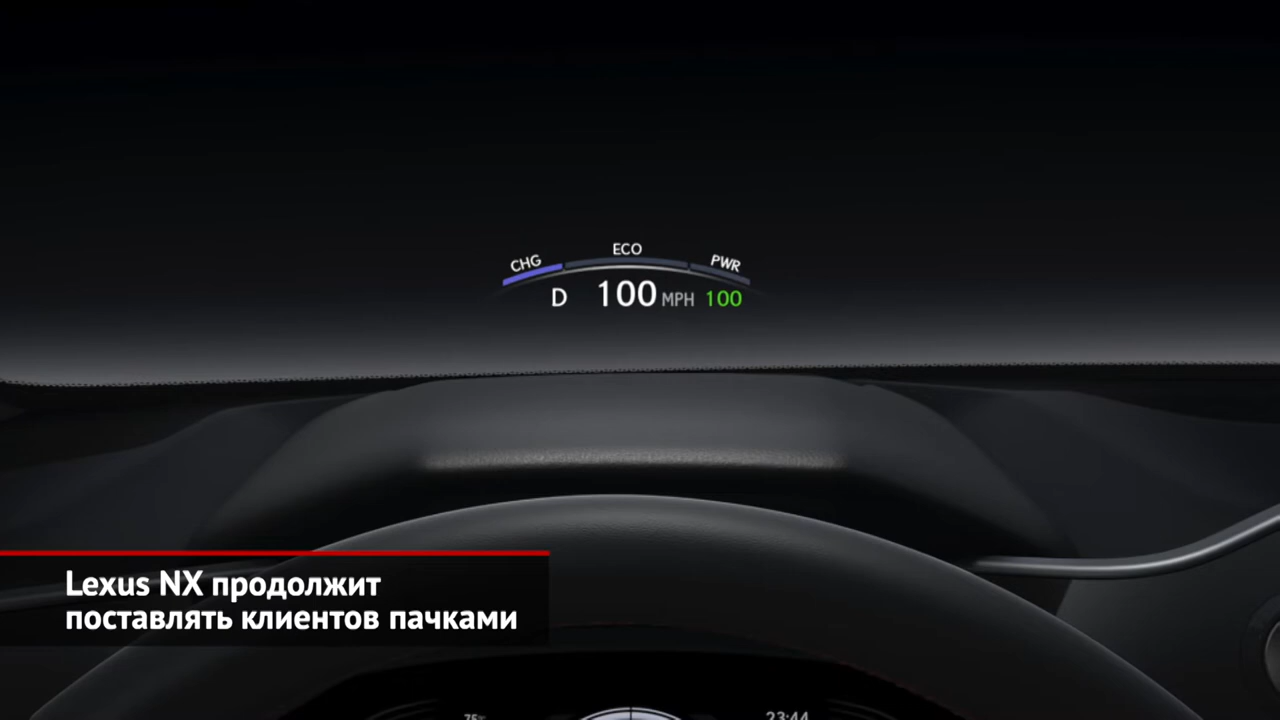 ECO
CHG PWR
D 100 MPH 100
Lexus NX продолжит
поставлять клиентов пачками
23:44